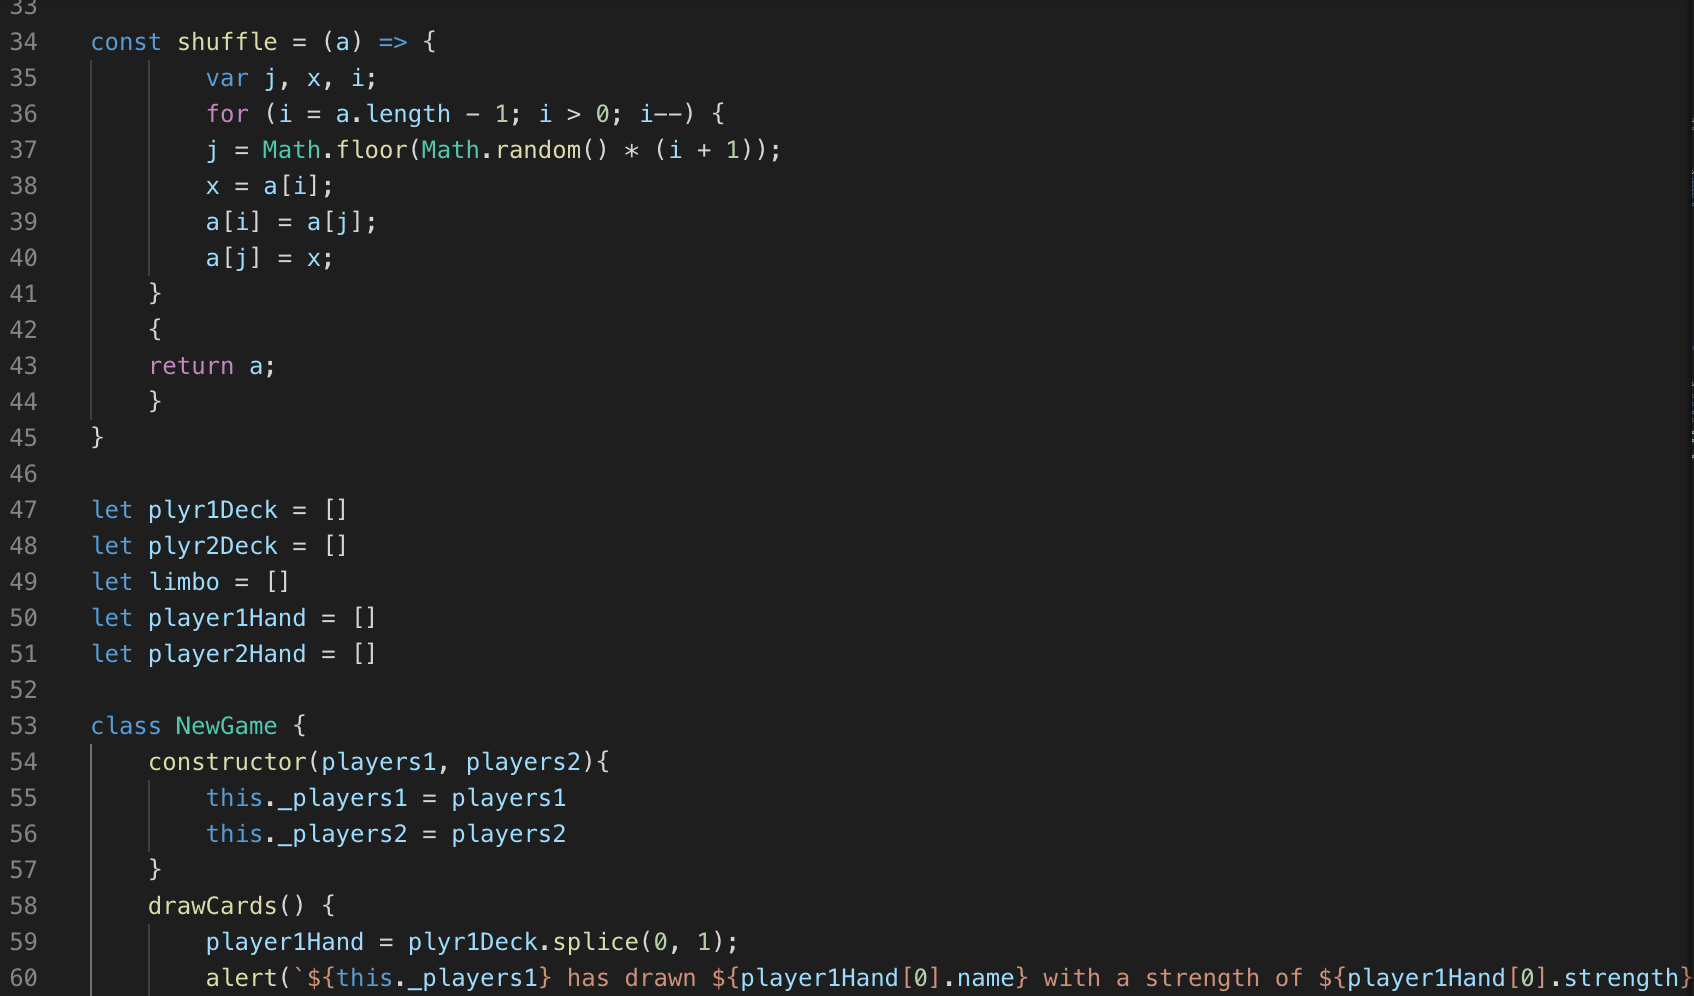 33
34 const shuffle = (a) => {
35 var j, x, i;
36 for (i = a.length - 1; i > 0; i--) {
37 j = Math.floor(Math.random() * (i + 1));
38 x = a[i];
39 a[i] = a[j];
40 a[j] = x;
41 }
42 {
43 return a;
44 }
45 }
46
47 let plyr1Deck = []
48 let plyr2Deck = []
49 let limbo = []
50 let player1Hand = []
51 let player2Hand = []
52
53 class NewGame {
54 constructor(players1, players2){
55 this._players1 = players1
56 this._players2 = players2
57 }
58 drawCards() {
59 player1Hand = plyr1Deck.splice(0, 1);
60 alert(`${this._players1} has drawn ${player1Hand[0].name} with a strength of ${player1Hand[0].strength}